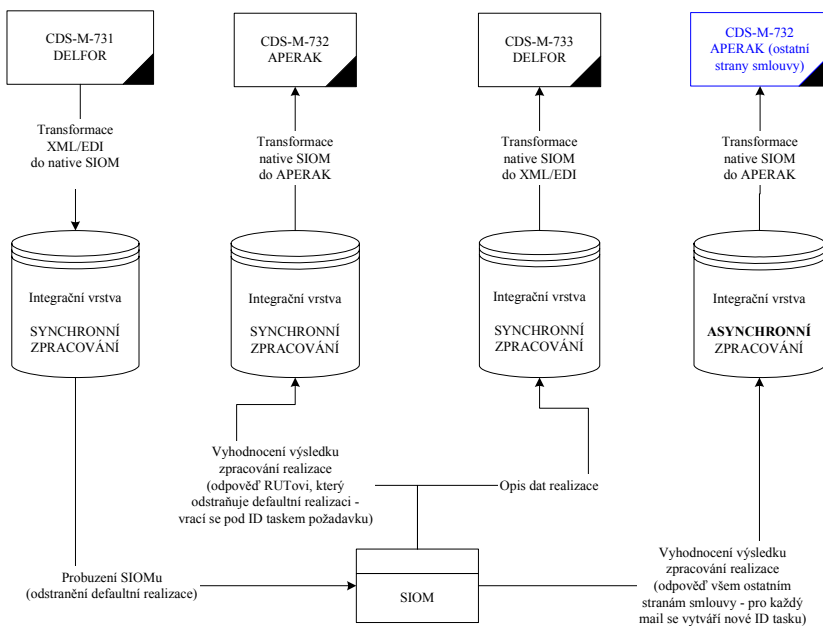 CDS-M-731
DELFOR
CDS-M-732
APERAK
CDS-M-733
DELFOR
CDS-M-732
APERAK (ostatní
strany smlouvy)
Transformace
XML/EDI
do native SIOM
Transformace
native SIOM
do APERAK
Transformace
native SIOM
do XML/EDI
Transformace
native SIOM
do APERAK
Integrační vrstva
SYNCHRONNÍ
ZPRACOVÁNÍ
Integrační vrstva
SYNCHRONNÍ
ZPRACOVÁNÍ
Integrační vrstva
SYNCHRONNÍ
ZPRACOVÁNÍ
Integrační vrstva
ASYNCHRONNÍ
ZPRACOVÁNÍ
Vyhodnocení výsledku
zpracování realizace
(odpověď RUTovi, který
odstraňuje defaultní realizaci -
vrací se pod ID taskem požadavku)
Opis dat realizace
Probuzení SIOMu
(odstranění defaultní realizace)
SIOM
Vyhodnocení výsledku
zpracování realizace
(odpověď všem ostatním
stranám smlouvy - pro každý
mail se vytváří nové ID tasku)